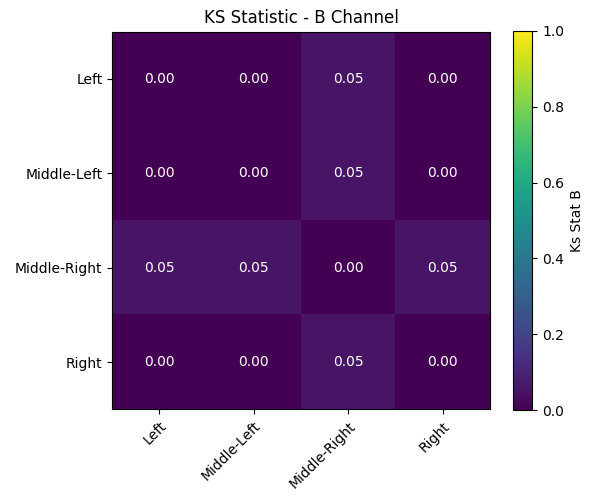 KS Statistic - B Channel
Left
0.00 0.00 0.05 0.00
Middle-Left
0.00 0.00 0.05 0.00
Middle-Right
0.05 0.05 0.00 0.05
Right
0.00 0.00 0.05 0.00
Left Middle-Left Middle-Right Right
1.0
0.8
0.6
0.4
0.2
0.0
Ks Stat B